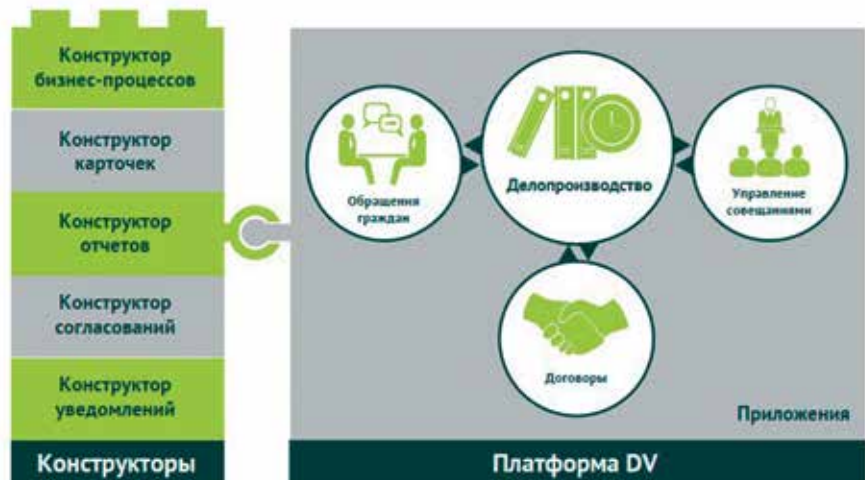 Конструктор
бизнес-процессов
Конструктор
карточек
Конструктор
отчетов
Конструктор
согласований
Конструктор
уведомлений
Конструкторы
Обращения
граждан
Делопроизводство
Управление
совещаниями
Договоры
Приложения
Платформа DV